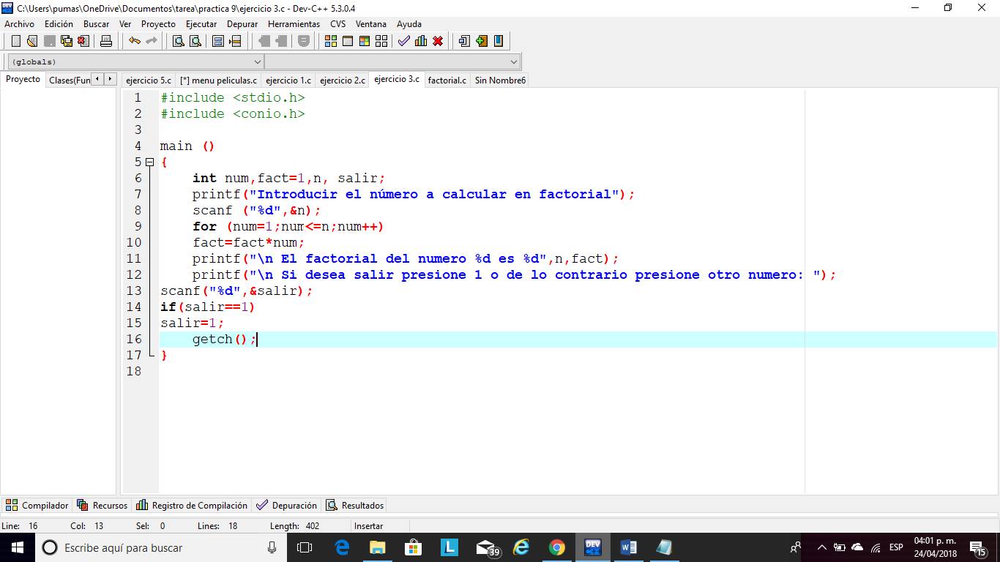 C:\Users\pumas\OneDrive\Documentos\tarea\practica 9\ejercicio 3.c - Dev-C++ 5.3.0.4
Archivo Edición Buscar Ver Proyecto Ejecutar Depurar Herramientas CVS Ventana Ayuda
(globals)
Proyecto Clases(Fun ejercicio 5.c [*] menu peliculas.c ejercicio 1.c ejercicio 2.c ejercicio 3.c factorial.c Sin Nombre6
1 #include <stdio.h>
2 #include <conio.h>
3
4 main ()
5 {
6 int num,fact=1,n, salir;
7 printf("Introducir el número a calcular en factorial");
8 scanf ("%d",&n);
9 for (num=1;num<=n;num++)
10 fact=fact*num;
11 printf("\n El factorial del numero %d es %d",n,fact);
12 printf("\n Si desea salir presione 1 o de lo contrario presione otro numero: ");
13 scanf("%d",&salir);
14 if(salir==1)
15 salir=1;
16 getch();
17 }
18
Compilador Recursos Registro de Compilación Depuración Resultados
Line: 16 Col: 13 Sel: 0 Lines: 18 Length: 402 Insertar
Escribe aquí para buscar
L
39
DEV
ESP
04:01 p. m.
24/04/2018
15